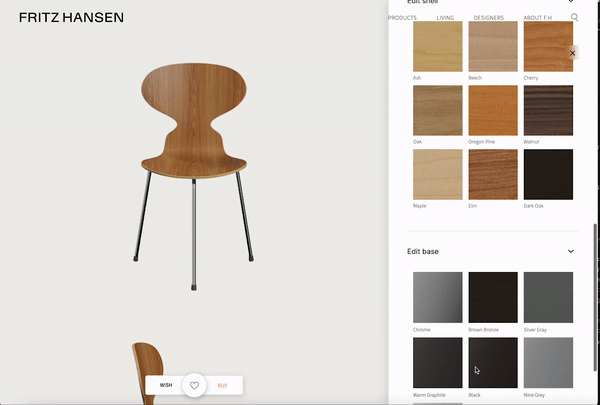 Edit shell
FRITZ HANSEN
PRODUCTS LIVING DESIGNERS ABOUT F.H
Ash Beech Cherry
Oak Oregon Pine Walnut
Maple Elm Dark Oak
Edit base
Chrome Brown Bronze Silver Gray
Warm Graphite Black Nine Grey
WISH BUY